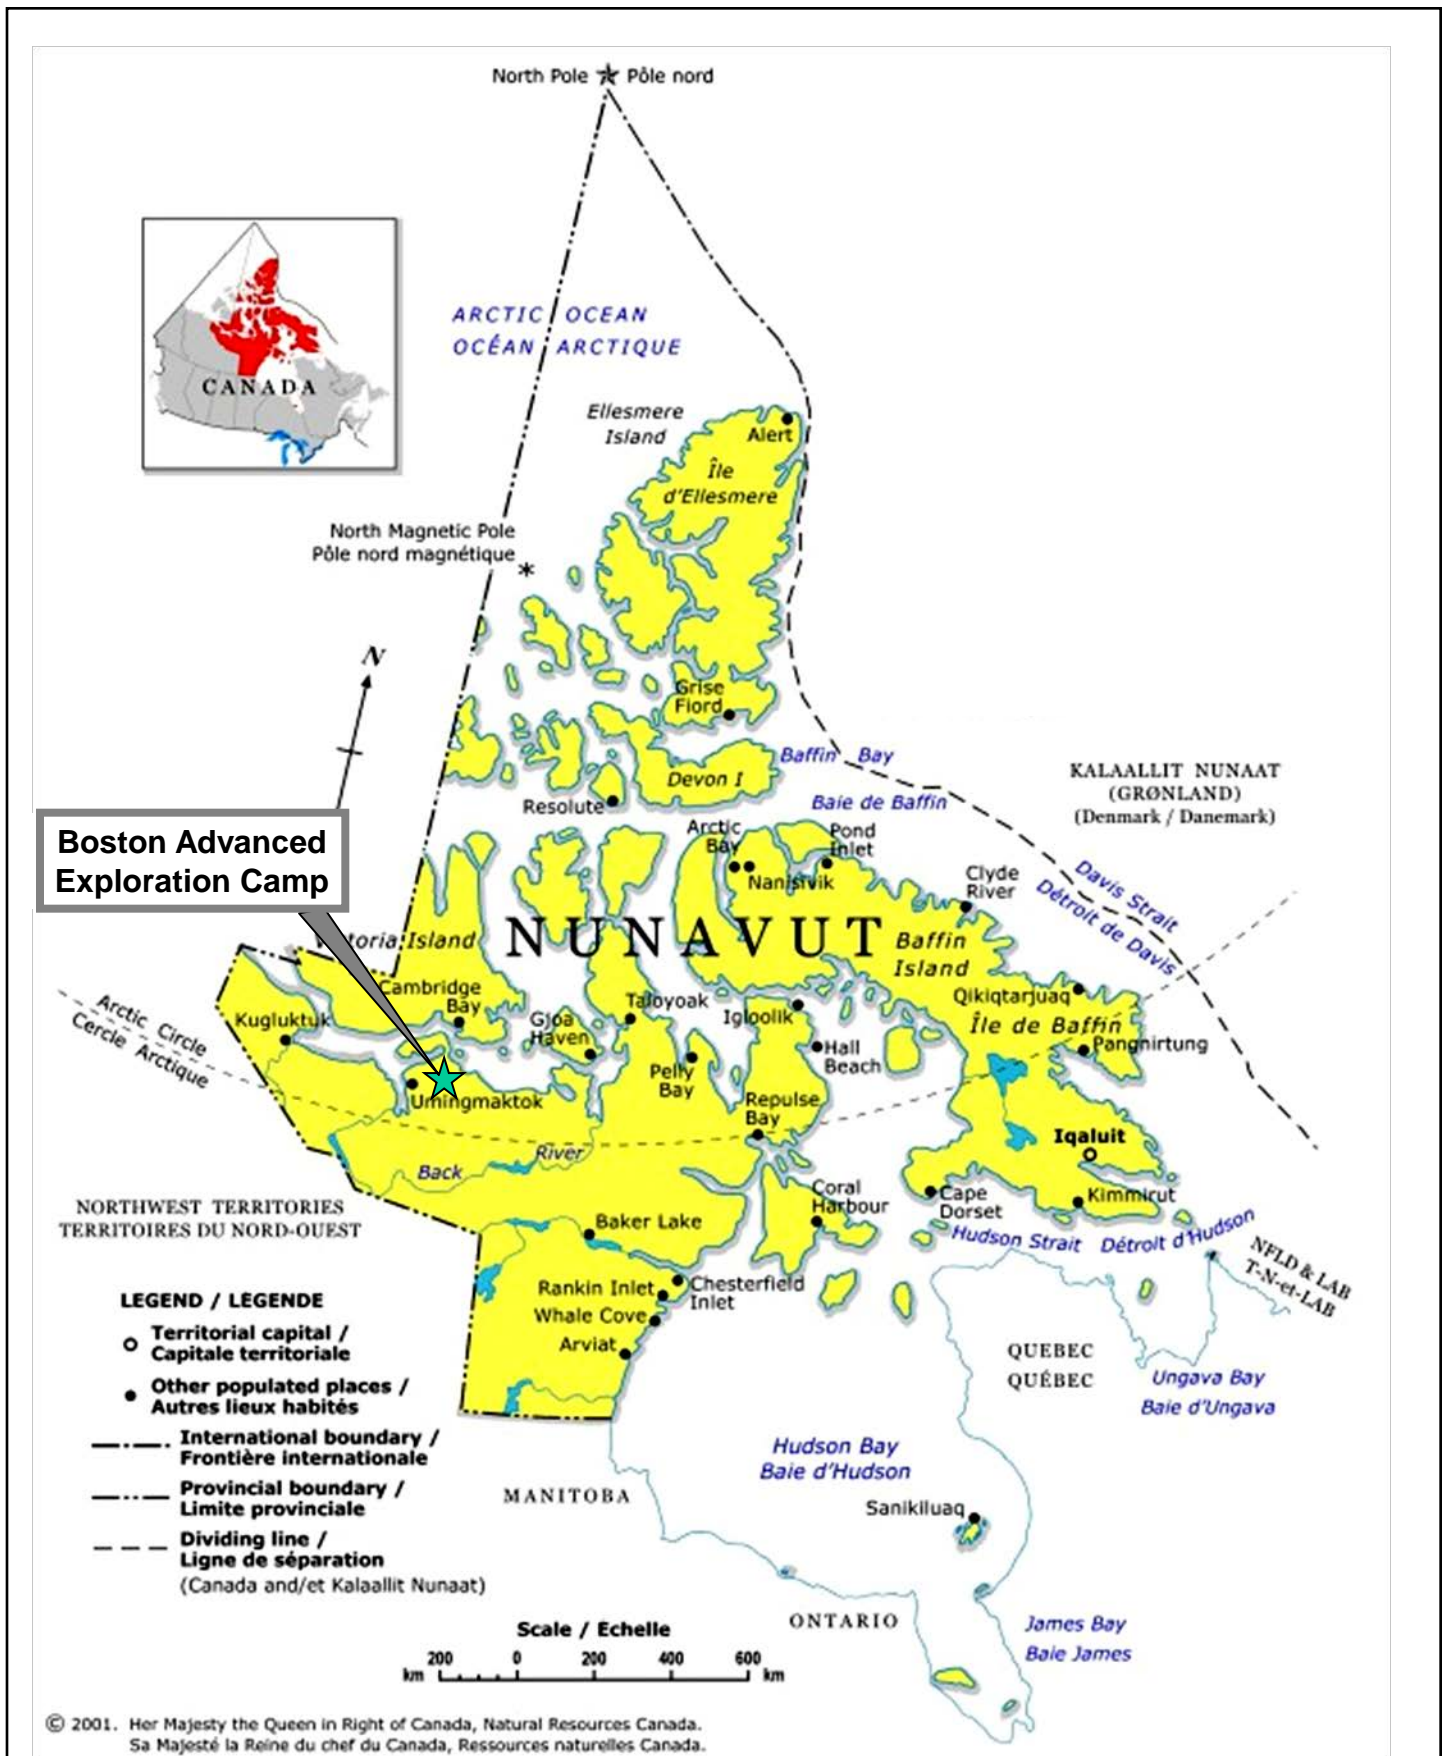 North Pole Pôle nord
CANADA
ARCTIC OCEAN
OCÉAN ARCTIQUE
Ellesmere
Island
Alert
Île
d'Ellesmere
North Magnetic Pole
Pôle nord magnétique
N
Grise
Fiord
Baffin Bay
Baie de Baffin
Devon I
Resolute
KALAALLIT NUNAAT
(GRØNLAND)
(Denmark / Danemark)
Boston Advanced
Exploration Camp
Arctic
Bay
Nanisivik
Pond
Inlet
Clyde
River
Davis Strait
Détroit de Davis
NUNAVUT
Baffin
Island
Island
Cambridge
Bay
Kugluktuk
Arctic Circle
Cercle Arctique
Gjoa
Haven
Taloyoak
Igloolik
Hall
Beach
Qikiqtarjuaq
Île de Baffin
Pangnirtung
Pelly
Bay
Umingmaktok
Repulse
Bay
Iqaluit
Back River
Coral
Harbour
Cape
Dorset
Kimmirut
Hudson Strait Détroit d'Hudson
NFLD & LAB
T-N-et-LAB
NORTHWEST TERRITORIES
TERRITOIRES DU NORD-OUEST
Baker Lake
Rankin Inlet
Chesterfield
Inlet
Whale Cove
Arviat
QUEBEC
QUÉBEC
Ungava Bay
Baie d'Ungava
Hudson Bay
Baie d'Hudson
MANITOBA
Sanikiluaq
ONTARIO
James Bay
Baie James
LEGEND / LÉGENDE
Territorial capital /
Capitale territoriale
Other populated places /
Autres lieux habités
International boundary /
Frontière internationale
Provincial boundary /
Limite provinciale
Dividing line /
Ligne de séparation
(Canada and/et Kalaallit Nunaat)
Scale / Echelle
km 200 0 200 400 600 km
© 2001. Her Majesty the Queen in Right of Canada, Natural Resources Canada.
Sa Majesté la Reine du chef du Canada, Ressources naturelles Canada.